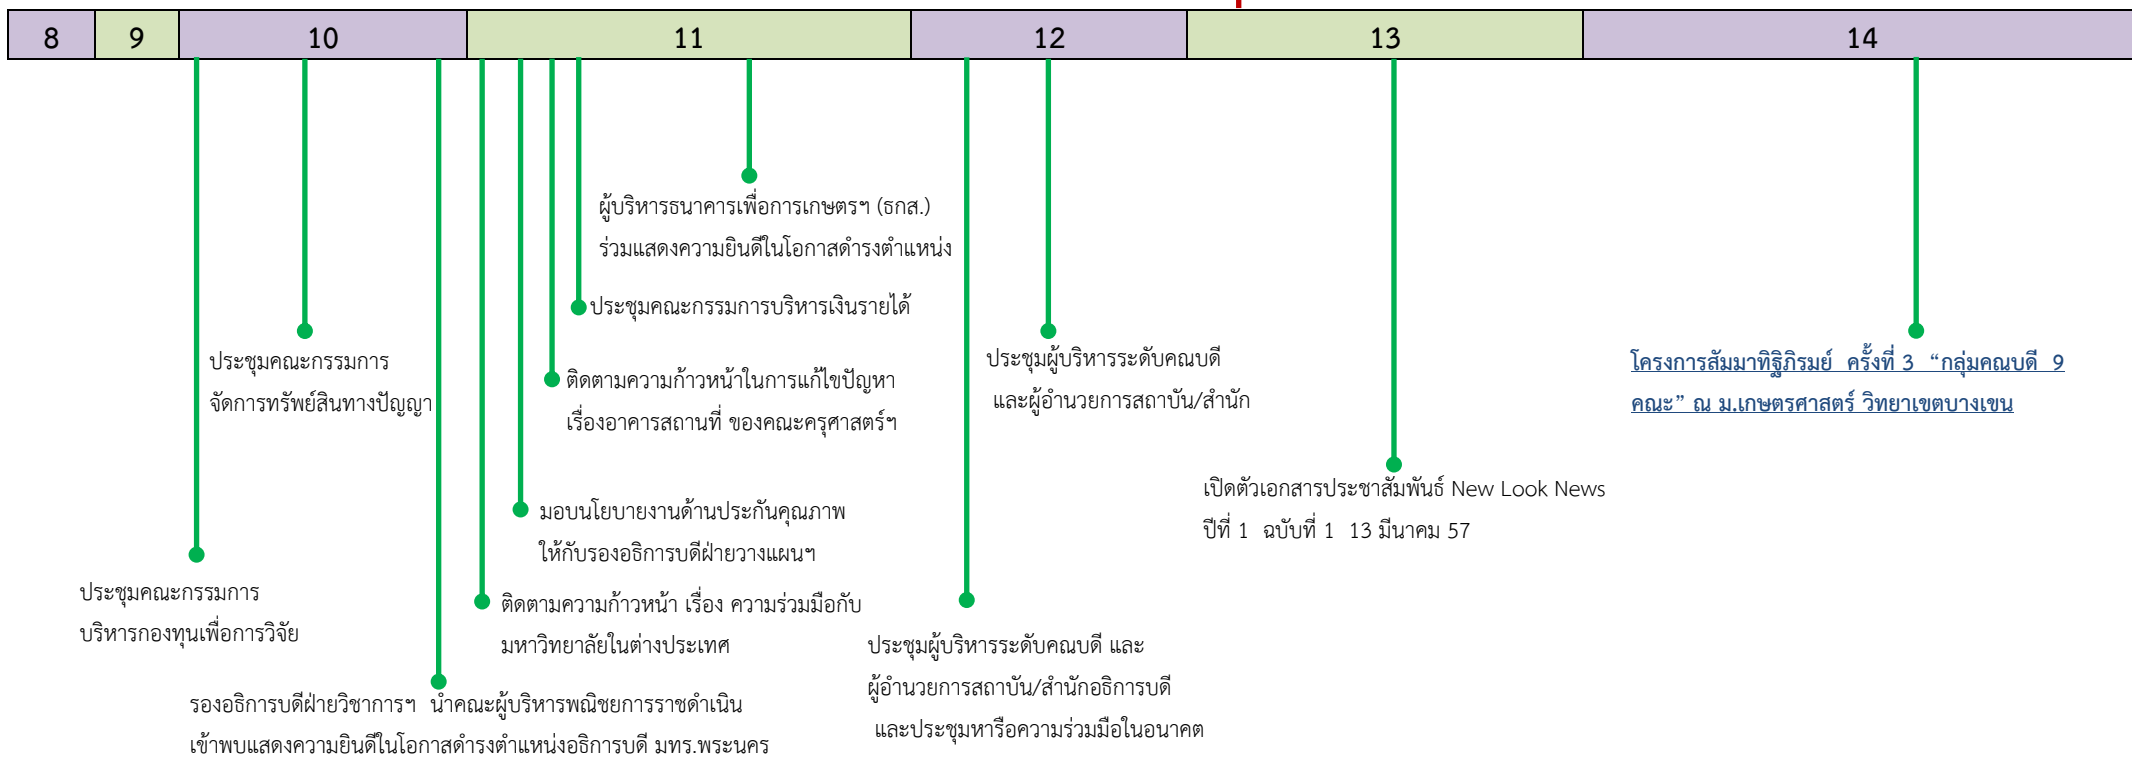 8 9 10 11 12 13 14
ผู้บริหารธนาคารเพื่อการเกษตรฯ (ธกส.)
ร่วมแสดงความยินดีในโอกาสดำรงตำแหน่ง
ประชุมคณะกรรมการบริหารเงินรายได้
ประชุมคณะกรรมการ
จัดการทรัพย์สินทางปัญญา
ติดตามความก้าวหน้าในการแก้ไขปัญหา
เรื่องอาคารสถานที่ ของคณะครุศาสตร์ฯ
ประชุมผู้บริหารระดับคณบดี
และผู้อำนวยการสถาบัน/สำนัก
โครงการสัมมาทิฐิภิรมย์ ครั้งที่ 3 “กลุ่มคณบดี 9
คณะ” ณ ม.เกษตรศาสตร์ วิทยาเขตบางเขน
เปิดตัวเอกสารประชาสัมพันธ์ New Look News
ปีที่ 1 ฉบับที่ 1 13 มีนาคม 57
มอบนโยบายงานด้านประกันคุณภาพ
ให้กับรองอธิการบดีฝ่ายวางแผนฯ
ประชุมคณะกรรมการ
บริหารกองทุนเพื่อการวิจัย
ติดตามความก้าวหน้า เรื่อง ความร่วมมือกับ
มหาวิทยาลัยในต่างประเทศ
ประชุมผู้บริหารระดับคณบดี และ
ผู้อำนวยการสถาบัน/สำนักอธิการบดี
และประชุมหารือความร่วมมือในอนาคต
รองอธิการบดีฝ่ายวิชาการฯ นำคณะผู้บริหารพณิชยการราชดำเนิน
เข้าพบแสดงความยินดีในโอกาสดำรงตำแหน่งอธิการบดี มทร.พระนคร